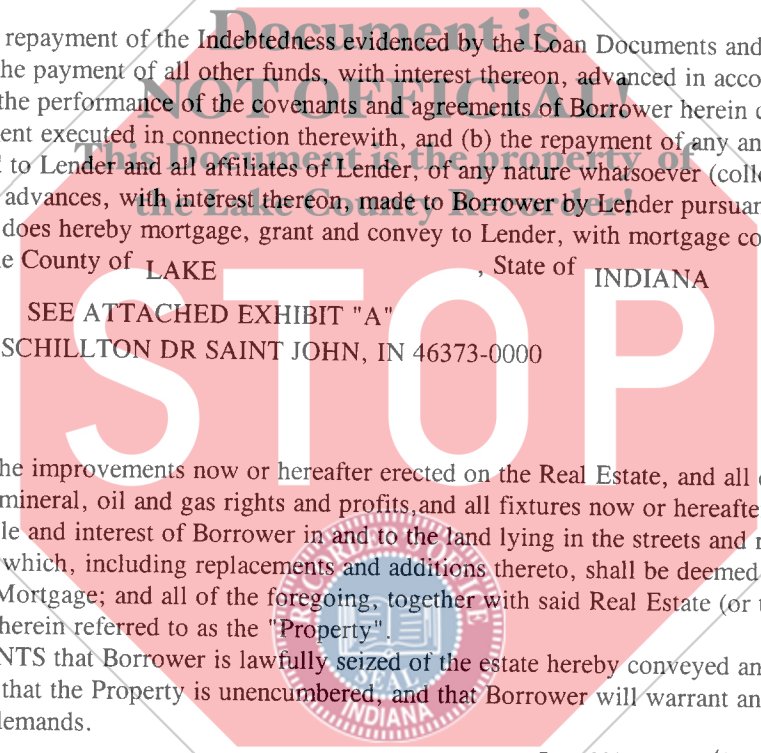 Document is
repayment of the Indebtedness evidenced by the Loan Documents and
he payment of all other funds, with interest thereon, advanced in acco
NOT OFFICIAL!
the performance of the covenants and agreements of Borrower herein c
ent executed in connection therewith, and (b) the repayment of any an
This Document is the property of
to Lender and all affiliates of Lender, of any nature whatsoever (colle
advances, with interest thereon, made to Borrower by Lender pursuan
the Lake County Recorder!
does hereby mortgage, grant and convey to Lender, with mortgage co
e County of LAKE , State of INDIANA
SEE ATTACHED EXHIBIT "A"
SCHILLTON DR SAINT JOHN, IN 46373-0000
STOP
he improvements now or hereafter erected on the Real Estate, and all
mineral, oil and gas rights and profits,and all fixtures now or hereafte
le and interest of Borrower in and to the land lying in the streets and r
which, including replacements and additions thereto, shall be deemed
Mortgage; and all of the foregoing, together with said Real Estate (or t
herein referred to as the "Property".
NTS that Borrower is lawfully seized of the estate hereby conveyed an
that the Property is unencumbered, and that Borrower will warrant an
lemands.
RECORDER'S OFFICE
SEAL
INDIANA